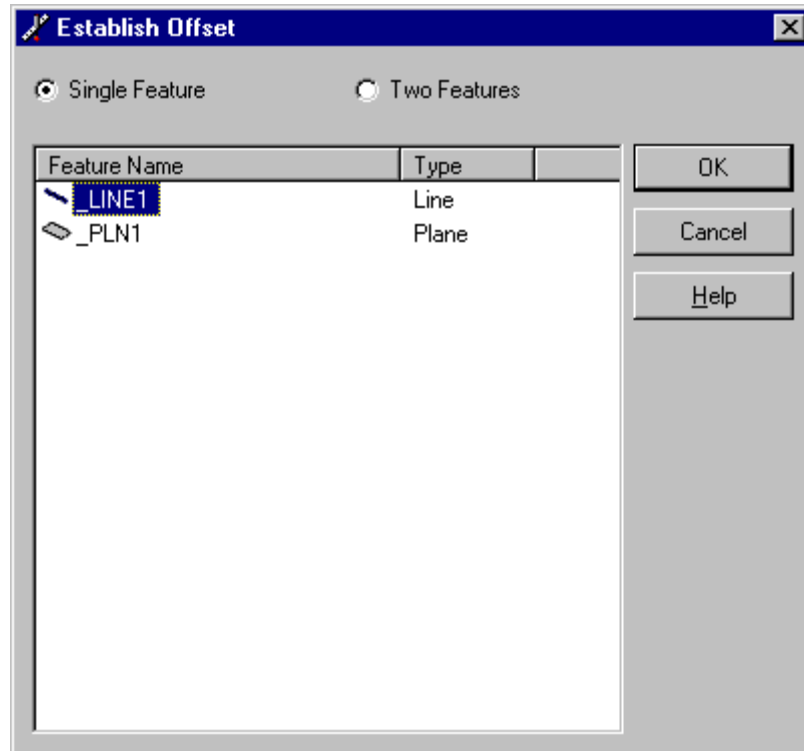 Establish Offset
Single Feature Two Features
Feature Name Type
_LINE1 Line
_PLN1 Plane
OK
Cancel
Help